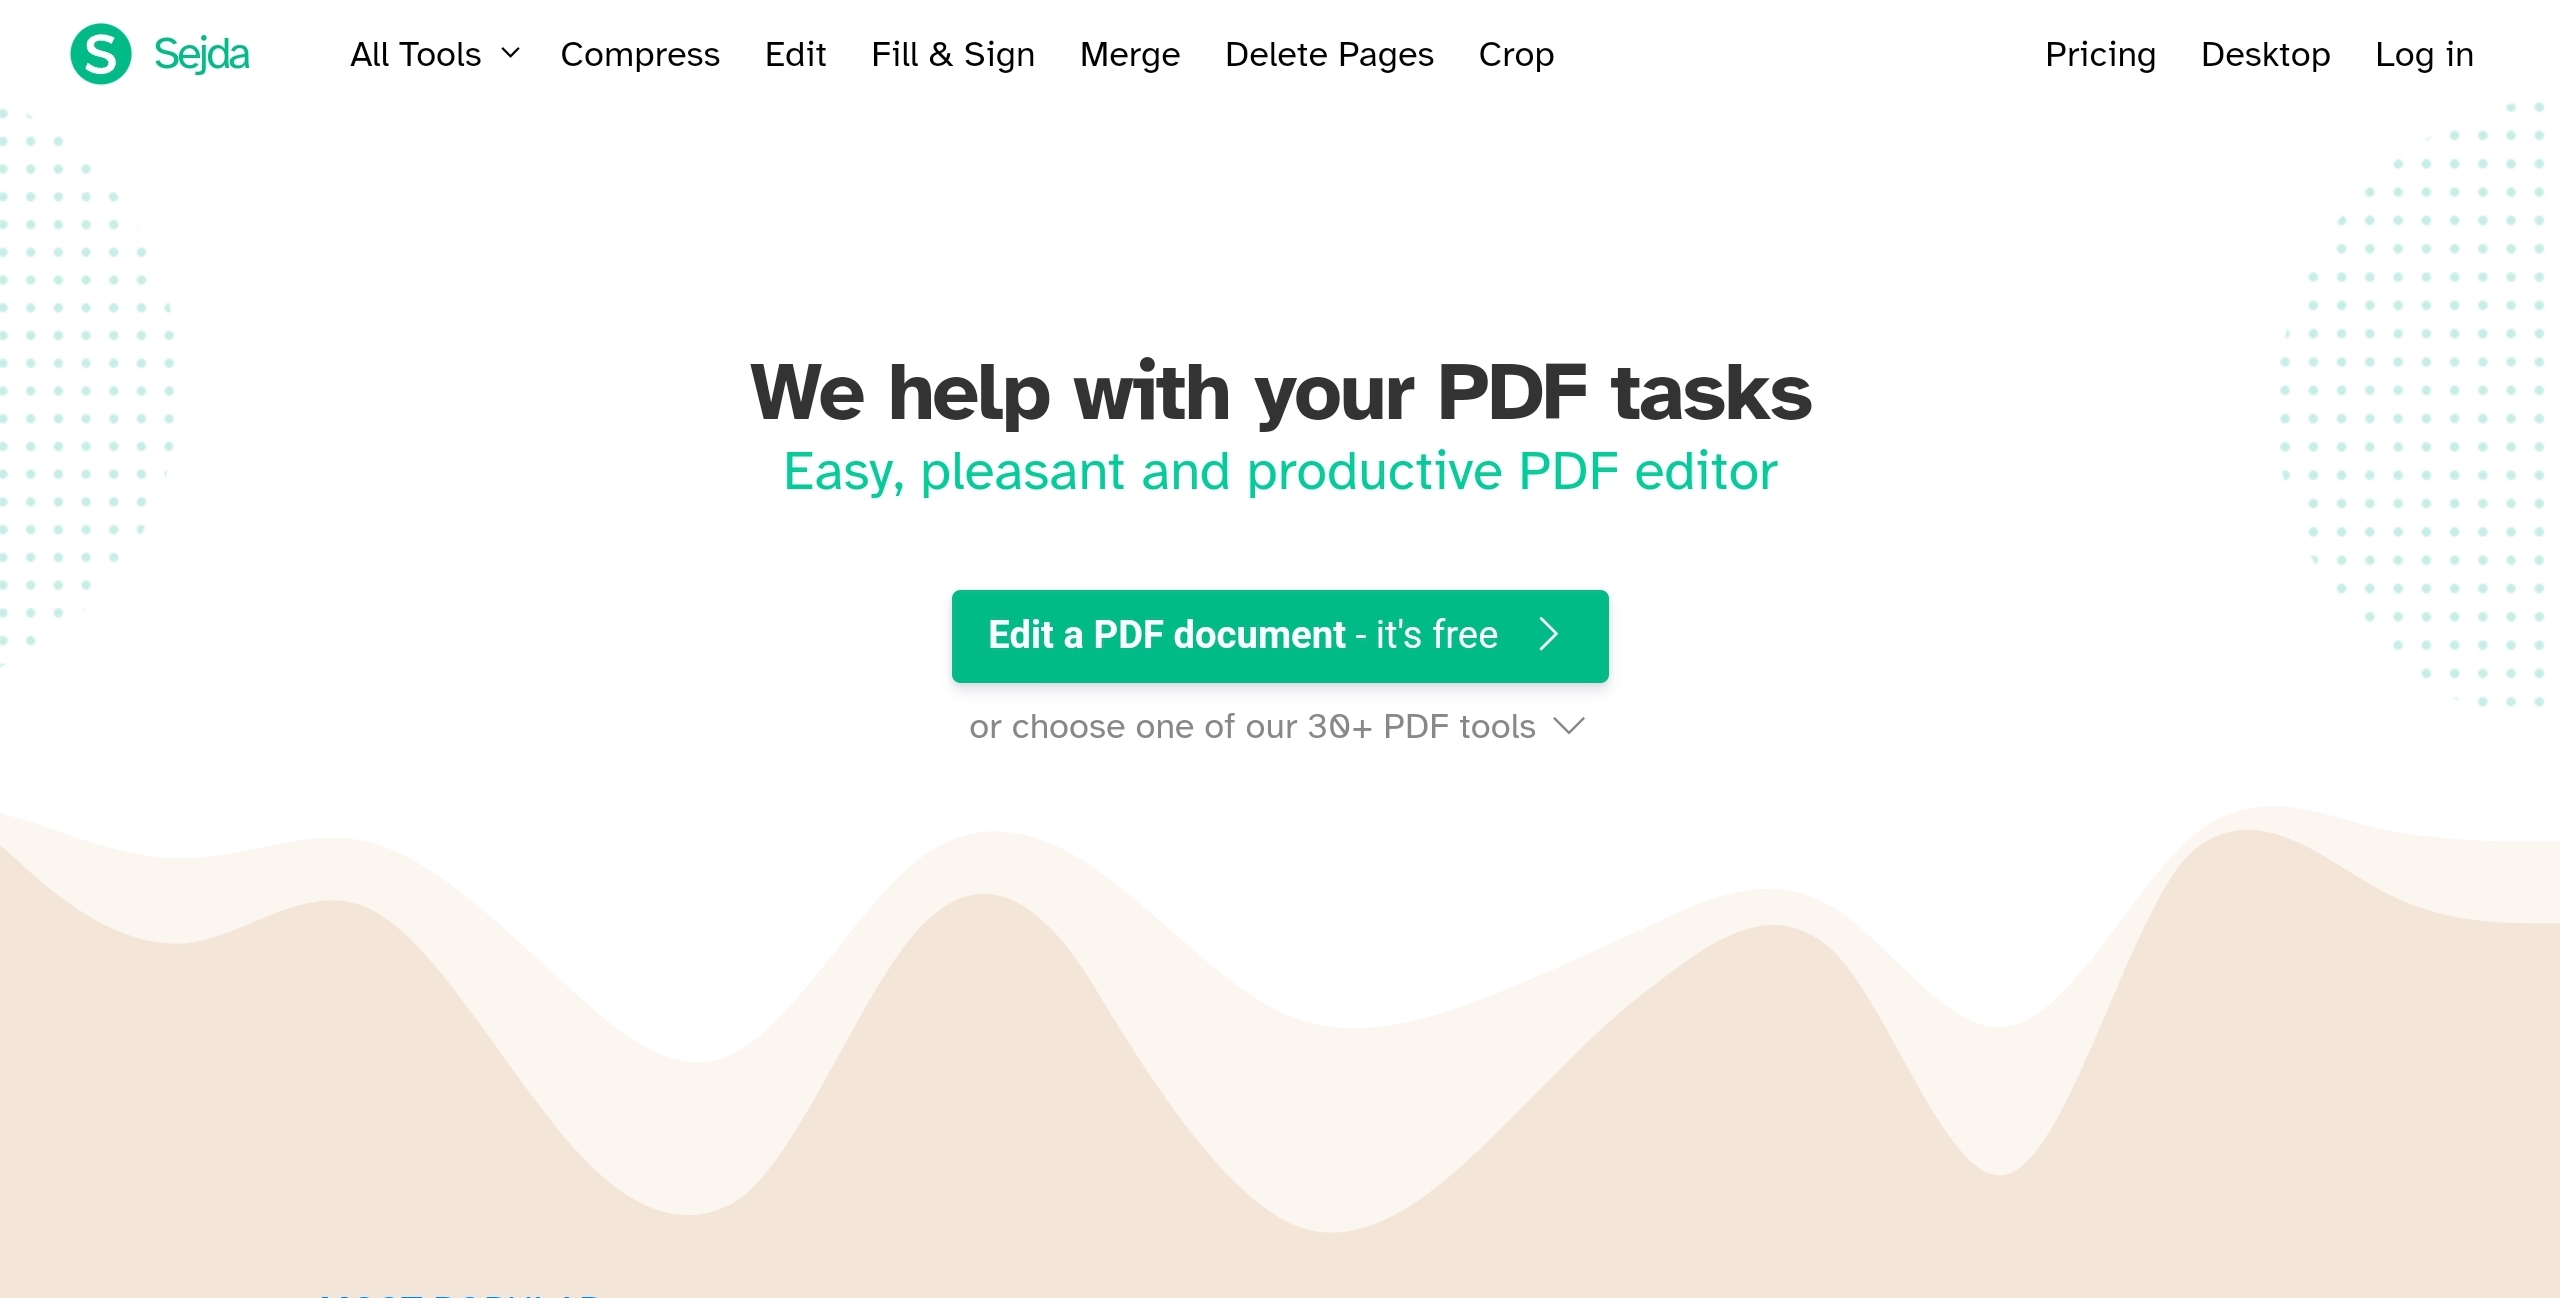 S Sejda
All Tools Compress Edit Fill & Sign Merge Delete Pages Crop Pricing Desktop Log in
We help with your PDF tasks
Easy, pleasant and productive PDF editor
Edit a PDF document - it's free
or choose one of our 30+ PDF tools
MOST POPULAR